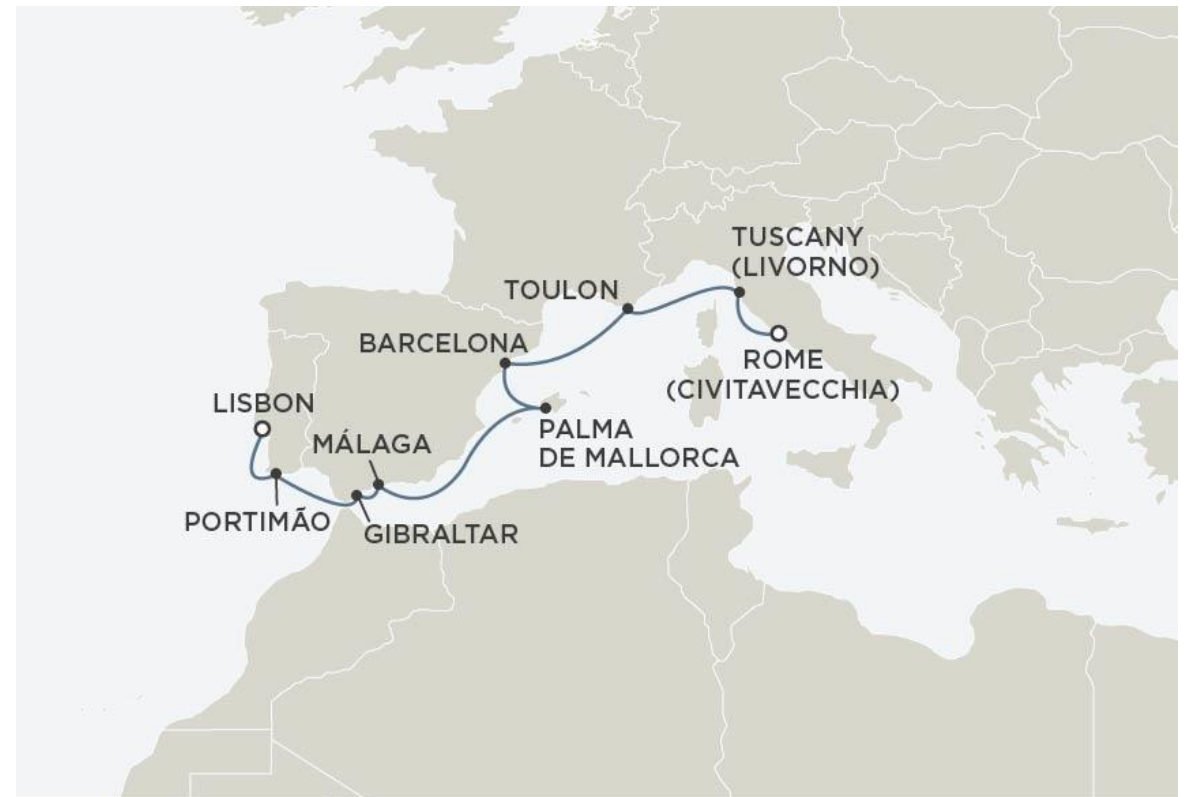 TUSCANY
(LIVORNO)
TOULON
BARCELONA
ROME
(CIVITAVECCHIA)
LISBON
MÁLAGA
PALMA
DE MALLORCA
PORTIMÃO
GIBRALTAR